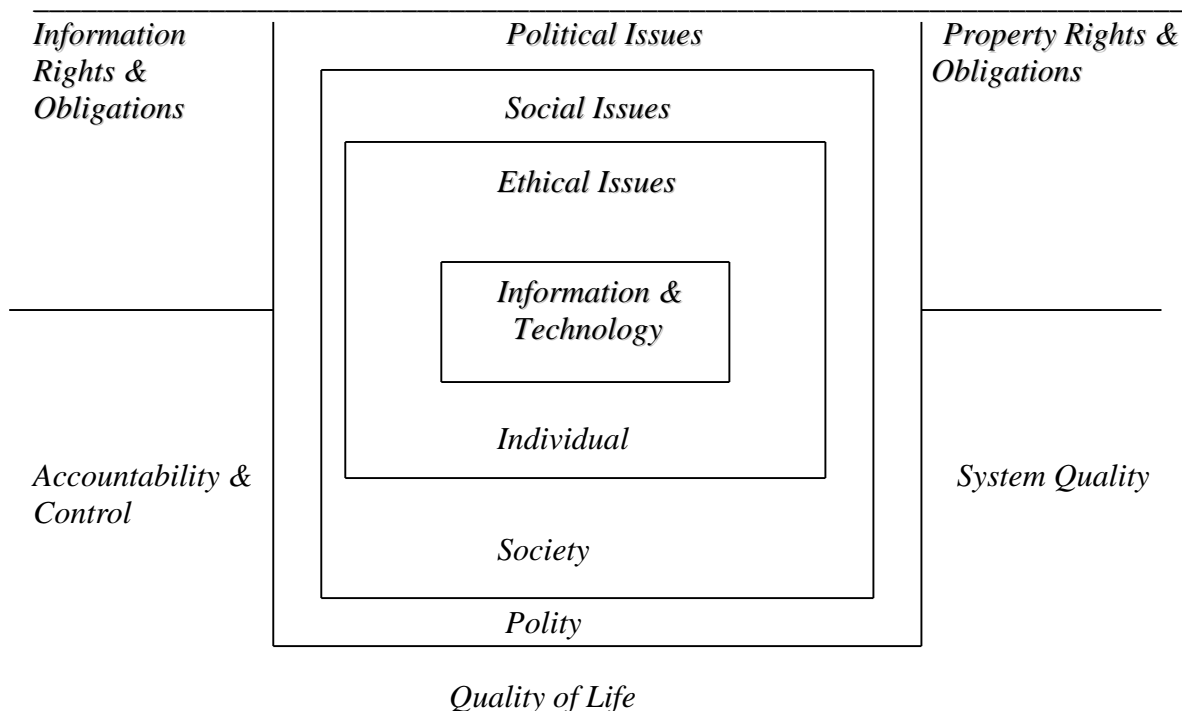 Information
Rights &
Obligations
Political Issues
Property Rights &
Obligations
Social Issues
Ethical Issues
Information &
Technology
Individual
Accountability &
Control
System Quality
Society
Polity
Quality of Life